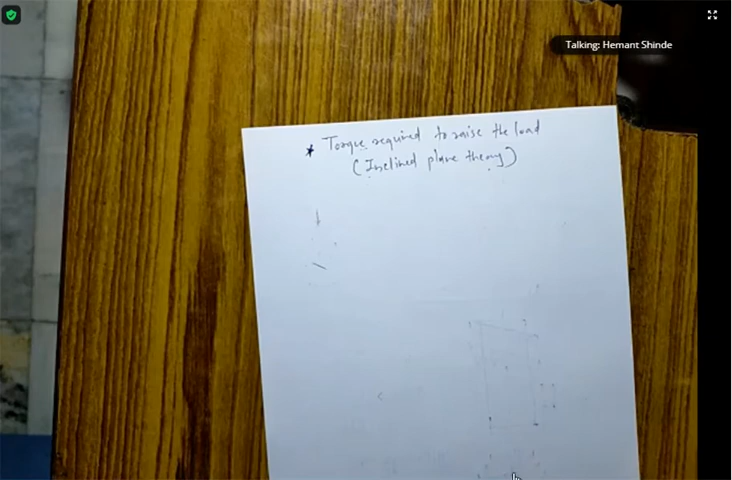 Talking: Hemant Shinde
* Torque required to raise the load
(Inclined plane theory)